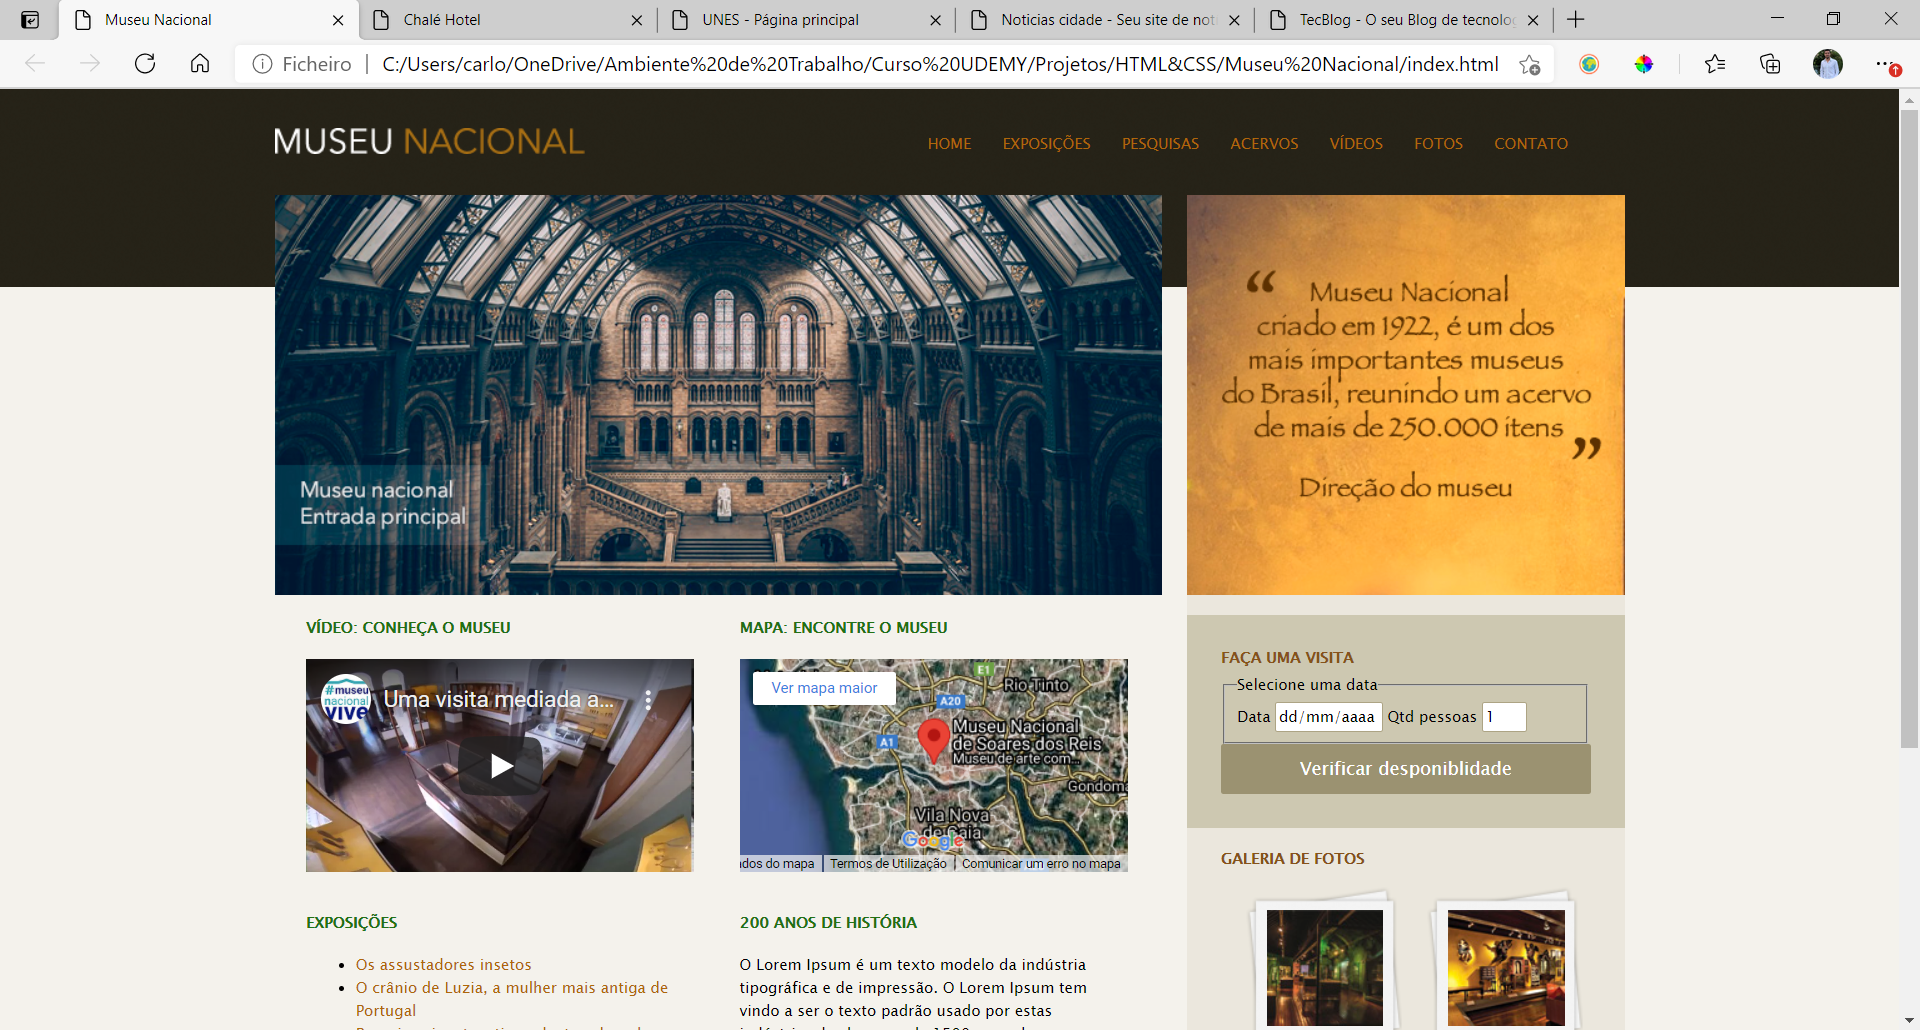 Museu Nacional
Chalé Hotel
UNES - Página principal
Noticias cidade - Seu site de not
TecBlog - O seu Blog de tecnolog
Ficheiro
C:/Users/carlo/OneDrive/Ambiente%20de%20Trabalho/Curso%20UDEMY/Projetos/HTML&CSS/Museu%20Nacional/index.html
MUSEU NACIONAL
HOME EXPOSIÇÕES PESQUISAS ACERVOS VÍDEOS FOTOS CONTATO
Museu nacional
Entrada principal
“ Museu Nacional
criado em 1922, é um dos
mais importantes museus
do Brasil, reunindo um acervo
de mais de 250.000 itens ”
Direção do museu
VÍDEO: CONHEÇA O MUSEU
#museu
nacional
vive
Uma visita mediada a...
MAPA: ENCONTRE O MUSEU
Ver mapa maior
E1
Rio Tinto
A20
A1
Museu Nacional
de Soares dos Reis
Museu de arte com...
Gondoma
Vila Nova
de Gaia
Google
dos do mapa
Termos de Utilização
Comunicar um erro no mapa
FAÇA UMA VISITA
Selecione uma data
Data dd/mm/aaaa Qtd pessoas 1
Verificar desponiblidade
GALERIA DE FOTOS
EXPOSIÇÕES
Os assustadores insetos
O crânio de Luzia, a mulher mais antiga de
Portugal
200 ANOS DE HISTÓRIA
O Lorem Ipsum é um texto modelo da indústria
tipográfica e de impressão. O Lorem Ipsum tem
vindo a ser o texto padrão usado por estas